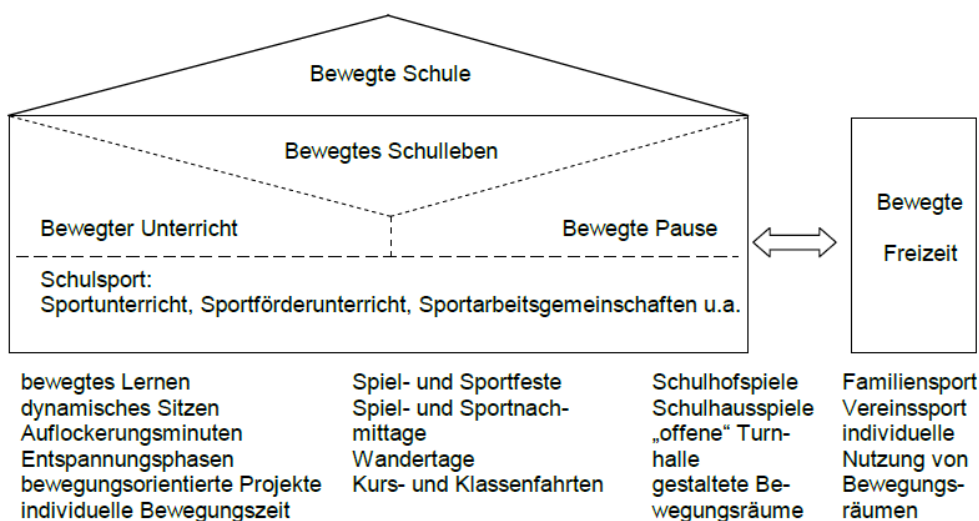 Bewegte Schule
Bewegtes Schulleben
Bewegter Unterricht
Bewegte Pause
Schulsport:
Sportunterricht, Sportförderunterricht, Sportarbeitsgemeinschaften u.a.
Bewegte
Freizeit
bewegtes Lernen
dynamisches Sitzen
Auflockerungsminuten
Entspannungsphasen
bewegungsorientierte Projekte
individuelle Bewegungszeit
Spiel- und Sportfeste
Spiel- und Sportnach-
mittage
Wandertage
Kurs- und Klassenfahrten
Schulhofspiele
Schulhausspiele
„offene“ Turn-
halle
gestaltete Be-
wegungsräume
Familiensport
Vereinssport
individuelle
Nutzung von
Bewegungs-
räumen